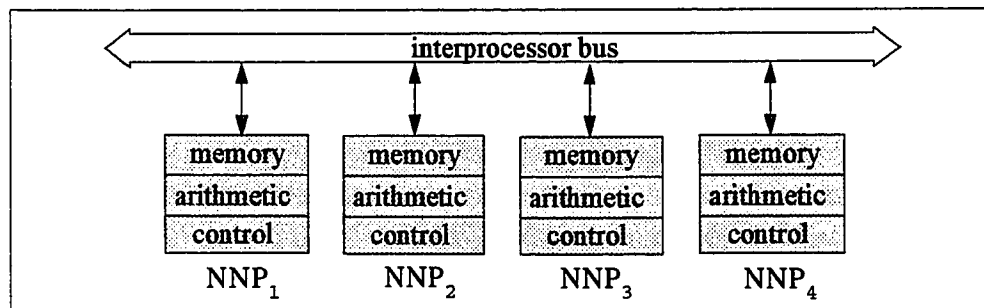 interprocessor bus
memory memory memory memory
arithmetic arithmetic arithmetic arithmetic
control control control control
NNP₁ NNP₂ NNP₃ NNP₄